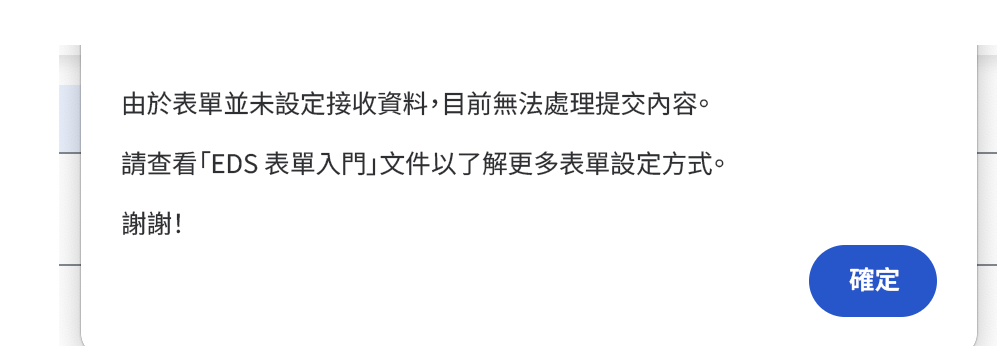 由於表單並未設定接收資料，目前無法處理提交內容。
請查看「EDS 表單入門」文件以了解更多表單設定方式。
謝謝！
確定